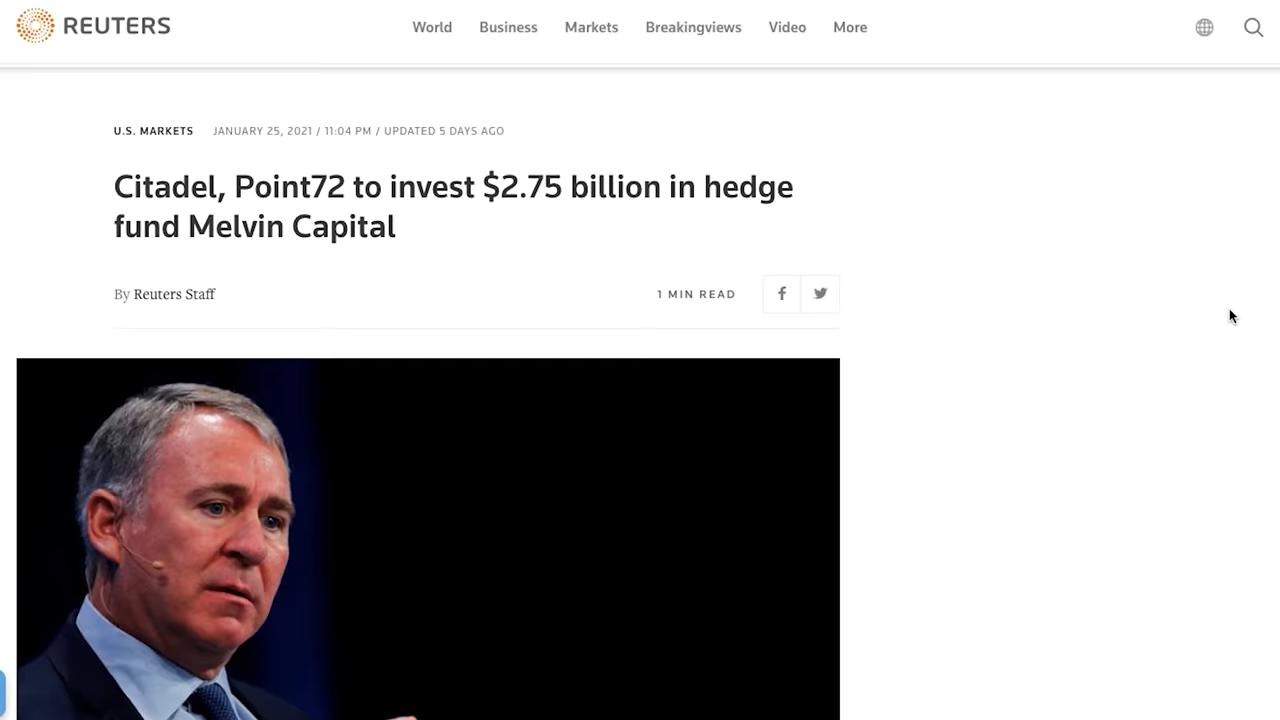 REUTERS
World Business Markets Breakingviews Video More
U.S. MARKETS JANUARY 25, 2021 / 11:04 PM / UPDATED 5 DAYS AGO
Citadel, Point72 to invest $2.75 billion in hedge
fund Melvin Capital
By Reuters Staff
1 MIN READ